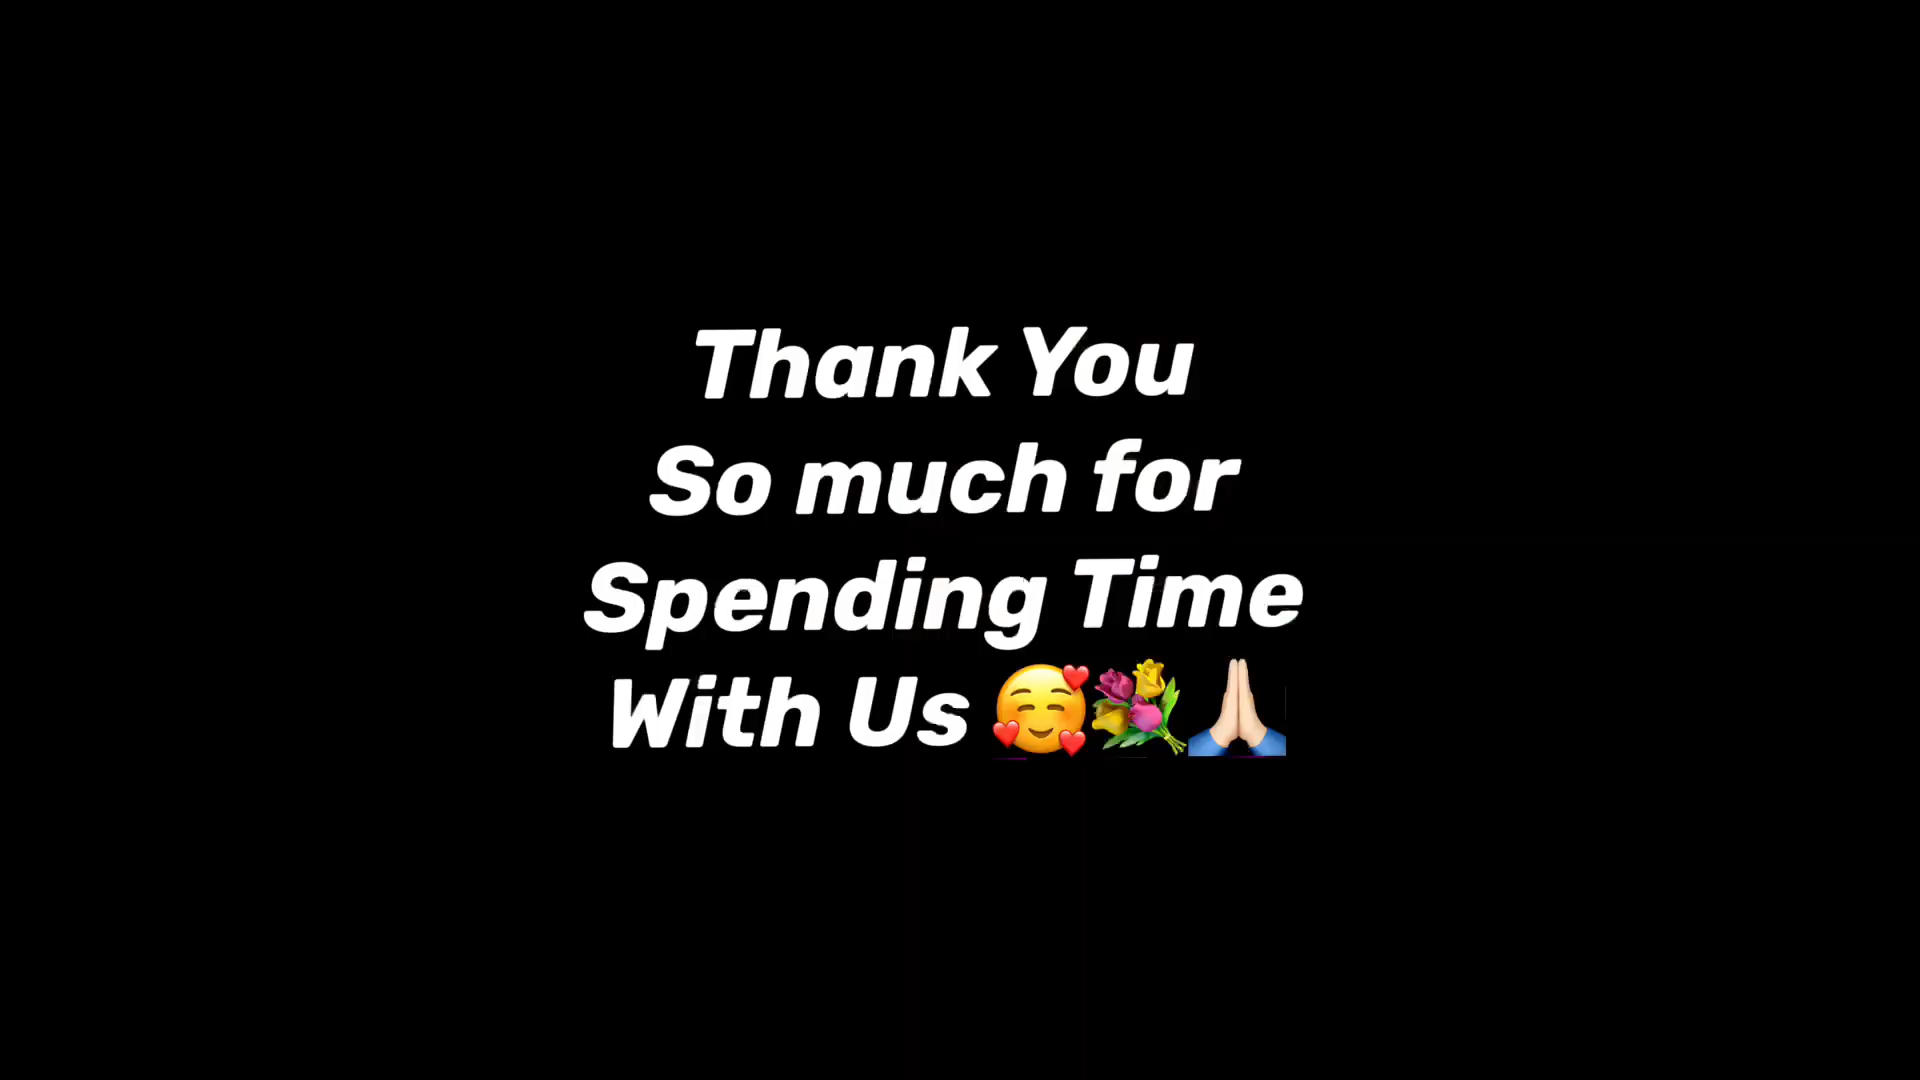 Thank You
So much for
Spending Time
With Us 🥰💐🙏🏻